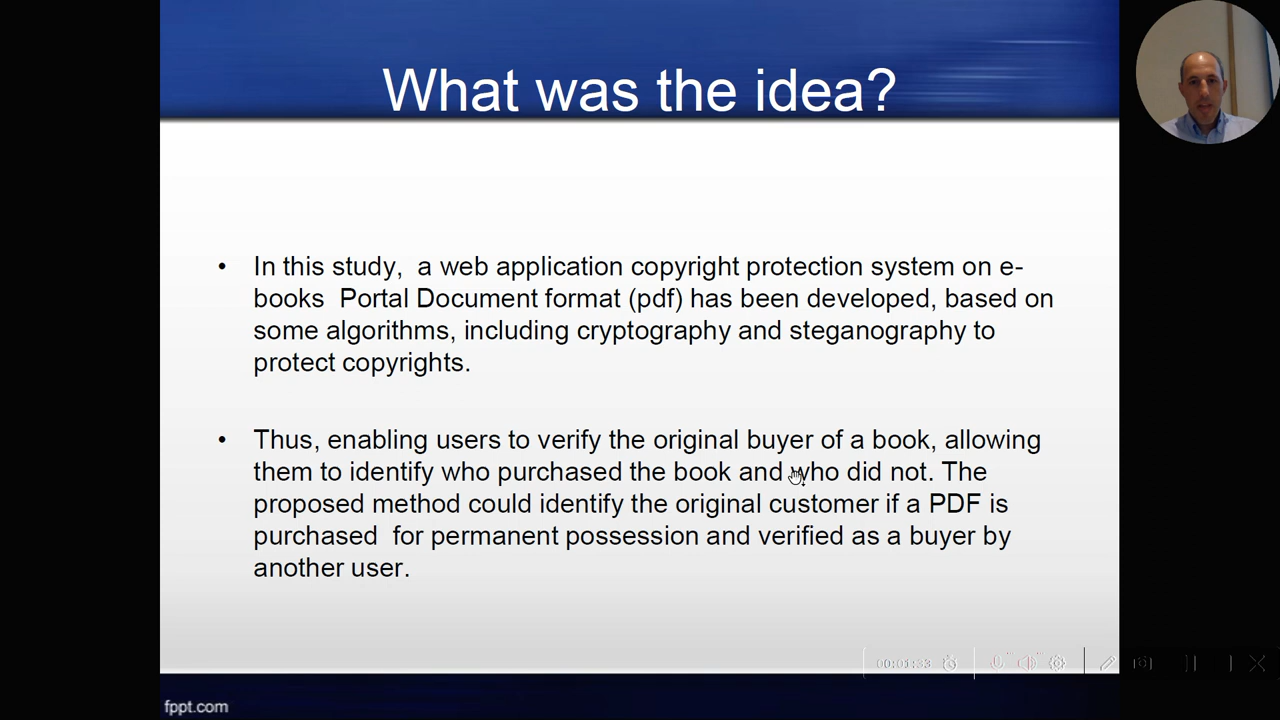 What was the idea?
• In this study,  a web application copyright protection system on e-
books  Portal Document format (pdf) has been developed, based on
some algorithms, including cryptography and steganography to
protect copyrights.
• Thus, enabling users to verify the original buyer of a book, allowing
them to identify who purchased the book and who did not. The
proposed method could identify the original customer if a PDF is
purchased  for permanent possession and verified as a buyer by
another user.
00:01:33
fppt.com